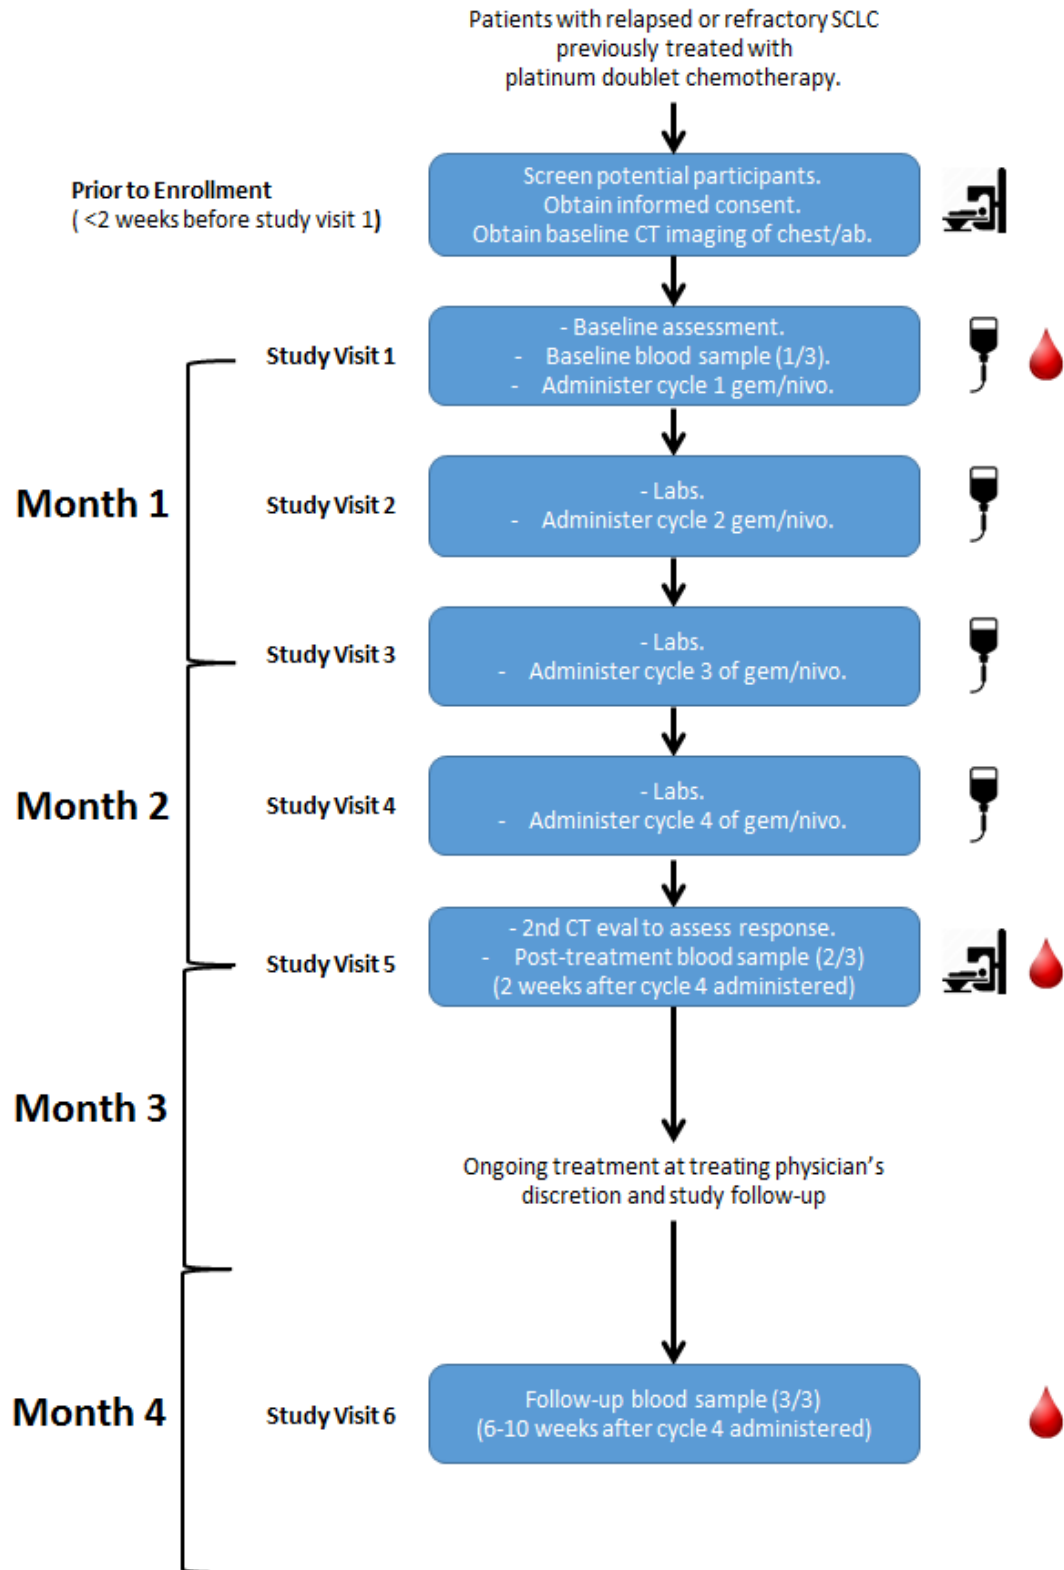 Patients with relapsed or refractory SCLC
previously treated with
platinum doublet chemotherapy.
Prior to Enrollment
( <2 weeks before study visit 1)
Screen potential participants.
Obtain informed consent.
Obtain baseline CT imaging of chest/ab.
Study Visit 1
- Baseline assessment.
- Baseline blood sample (1/3).
- Administer cycle 1 gem/nivo.
Month 1
Study Visit 2
- Labs.
- Administer cycle 2 gem/nivo.
Study Visit 3
- Labs.
- Administer cycle 3 of gem/nivo.
Month 2
Study Visit 4
- Labs.
- Administer cycle 4 of gem/nivo.
Study Visit 5
- 2nd CT eval to assess response.
- Post-treatment blood sample (2/3)
(2 weeks after cycle 4 administered)
Month 3
Ongoing treatment at treating physician’s
discretion and study follow-up
Month 4
Study Visit 6
Follow-up blood sample (3/3)
(6-10 weeks after cycle 4 administered)